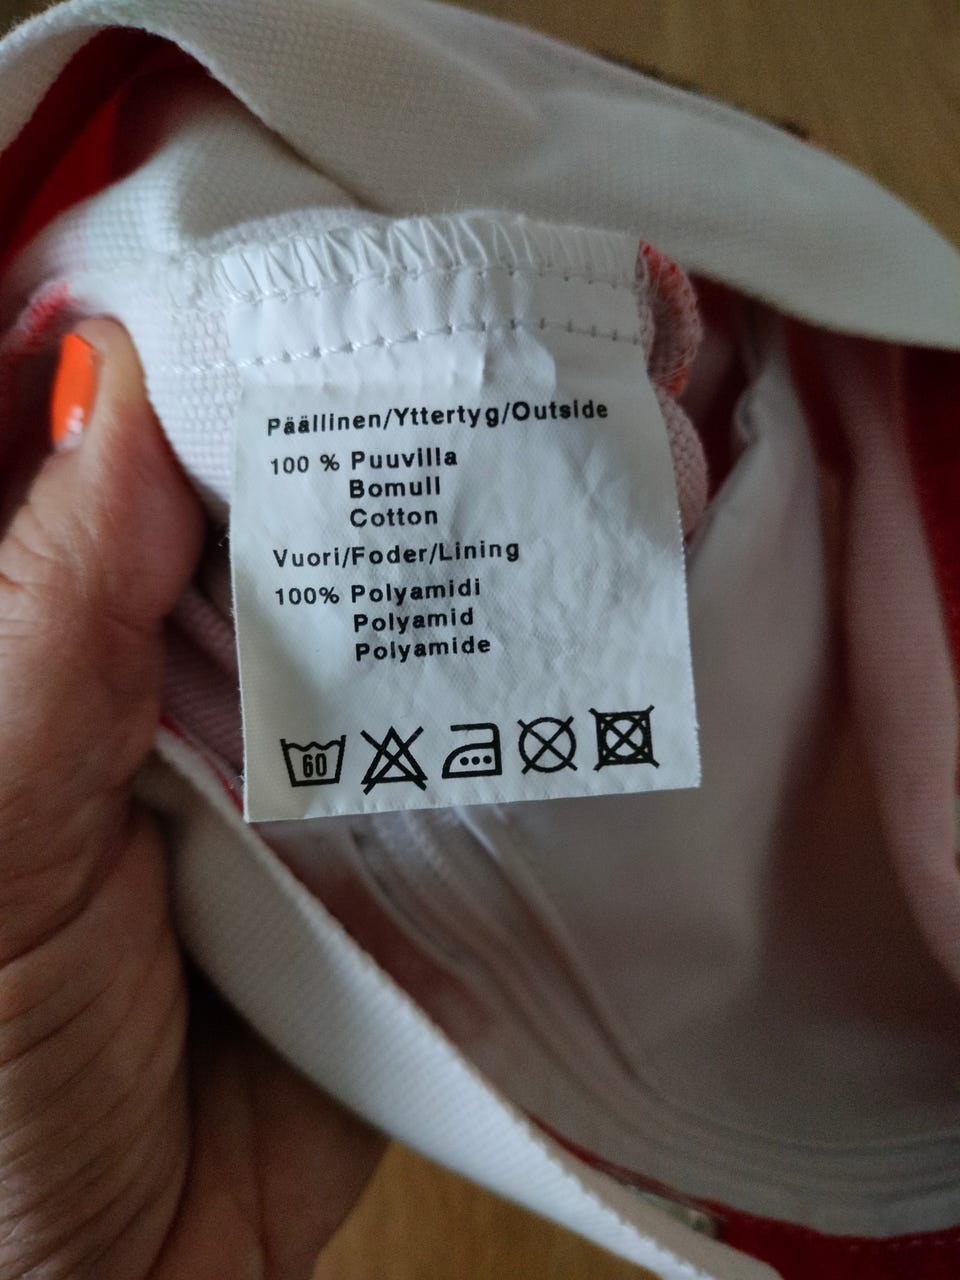 Päällinen/Yttertyg/Outside
100 % Puuvilla
Bomull
Cotton
Vuori/Foder/Lining
100% Polyamidi
Polyamid
Polyamide
60